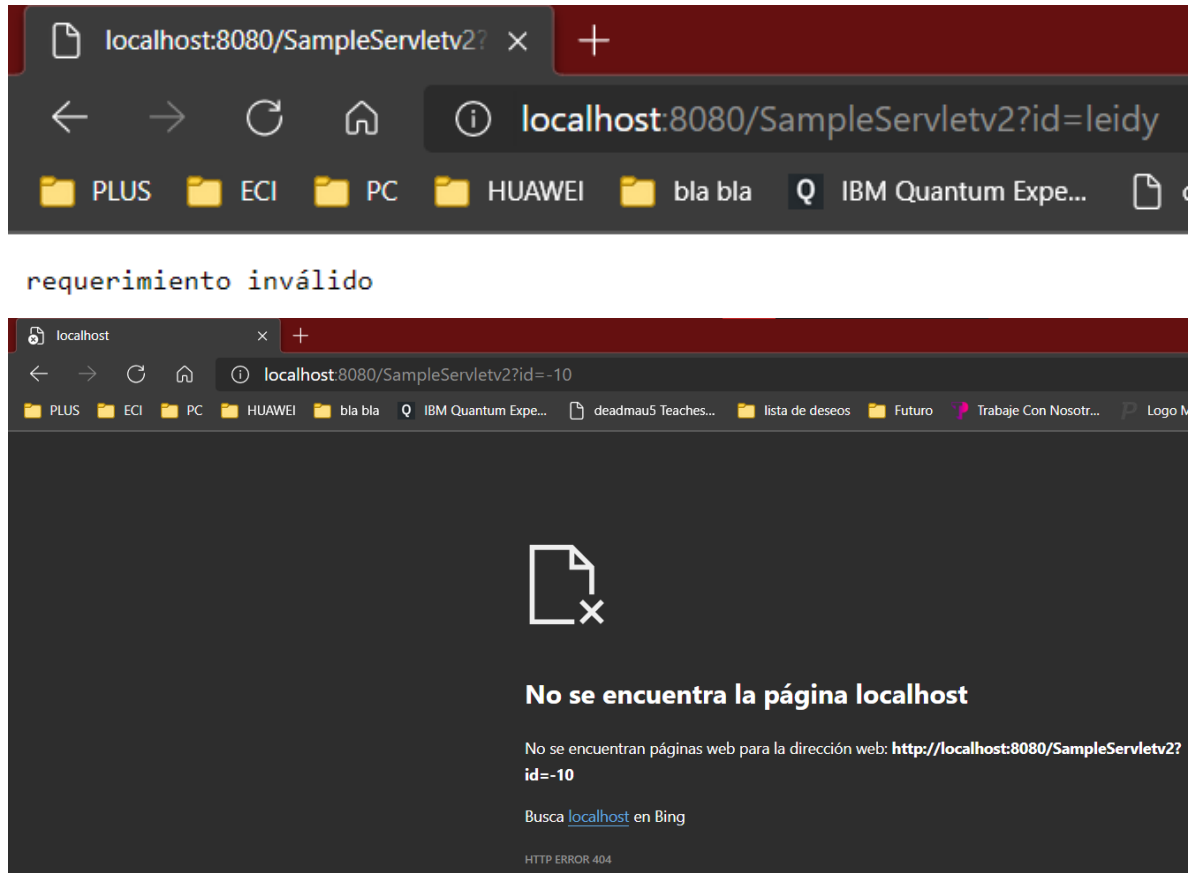 localhost:8080/SampleServletv2?
localhost:8080/SampleServletv2?id=leidy
PLUS ECI PC HUAWEI bla bla Q IBM Quantum Expe...
requerimiento inválido
localhost
localhost:8080/SampleServletv2?id=-10
PLUS ECI PC HUAWEI bla bla Q IBM Quantum Expe... deadmau5 Teaches... lista de deseos Futuro Trabaje Con Nosotr... Logo M
No se encuentra la página localhost
No se encuentran páginas web para la dirección web: http://localhost:8080/SampleServletv2?
id=-10
Busca localhost en Bing
HTTP ERROR 404